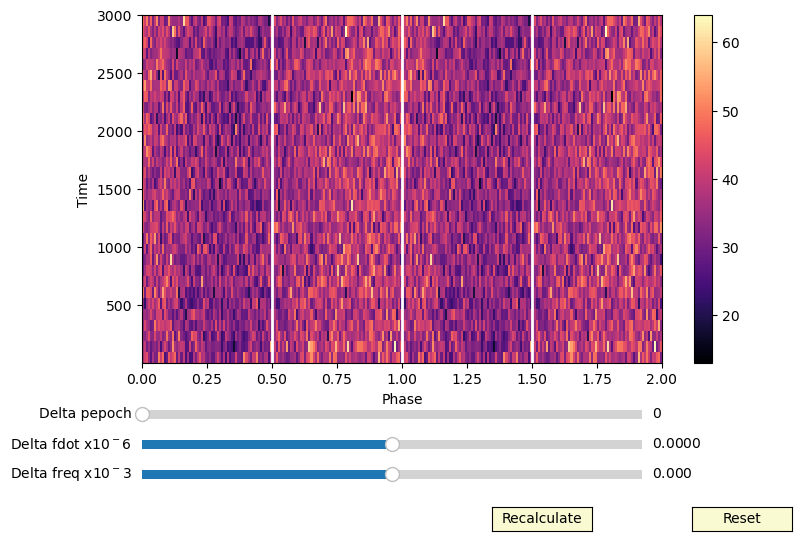 3000
2500
2000
1500
1000
500
Time
0.00 0.25 0.50 0.75 1.00 1.25 1.50 1.75 2.00
Phase
60
50
40
30
20
Delta pepoch 0
Delta fdot x10⁻6 0.0000
Delta freq x10⁻3 0.000
Recalculate Reset